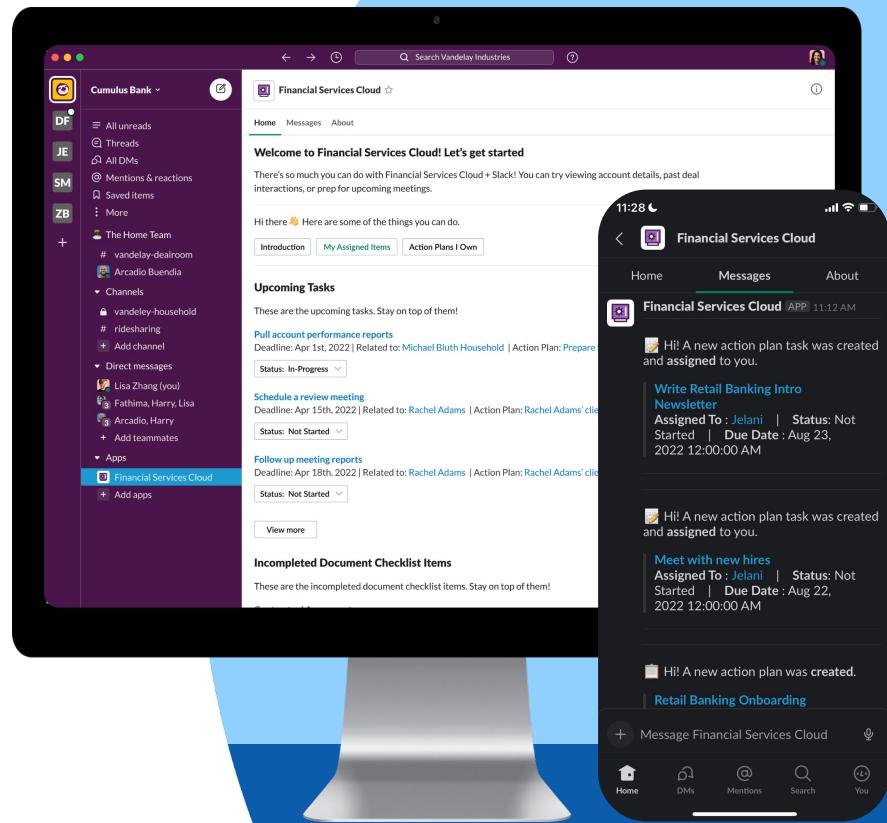 Search Vandelay Industries
Cumulus Bank
DF
JE
SM
ZB
+
All unreads
Threads
All DMs
Mentions & reactions
Saved items
More
The Home Team
# vandelay-dealroom
Arcadio Buendia
Channels
vandeley-household
# ridesharing
+ Add channel
Direct messages
Lisa Zhang (you)
3 Fathima, Harry, Lisa
3 Arcadio, Harry
+ Add teammates
Apps
Financial Services Cloud
+ Add apps
Financial Services Cloud
Home Messages About
Welcome to Financial Services Cloud! Let's get started
There's so much you can do with Financial Services Cloud + Slack! You can try viewing account details, past deal
interactions, or prep for upcoming meetings.
Hi there 👋 Here are some of the things you can do.
Introduction My Assigned Items Action Plans I Own
Upcoming Tasks
These are the upcoming tasks. Stay on top of them!
Pull account performance reports
Deadline: Apr 1st, 2022 | Related to: Michael Bluth Household | Action Plan: Prepare
Status: In-Progress
Schedule a review meeting
Deadline: Apr 15th, 2022 | Related to: Rachel Adams | Action Plan: Rachel Adams' clie
Status: Not Started
Follow up meeting reports
Deadline: Apr 18th, 2022 | Related to: Rachel Adams | Action Plan: Rachel Adams' clie
Status: Not Started
View more
Incompleted Document Checklist Items
These are the incompleted document checklist items. Stay on top of them!
11:28
Financial Services Cloud
Home Messages About
Financial Services Cloud APP 11:12 AM
📝 Hi! A new action plan task was created
and assigned to you.
Write Retail Banking Intro
Newsletter
Assigned To : Jelani | Status: Not
Started | Due Date : Aug 23,
2022 12:00:00 AM
📝 Hi! A new action plan task was created
and assigned to you.
Meet with new hires
Assigned To : Jelani | Status: Not
Started | Due Date : Aug 22,
2022 12:00:00 AM
📋 Hi! A new action plan was created.
Retail Banking Onboarding
+ Message Financial Services Cloud
Home DMs Mentions Search You